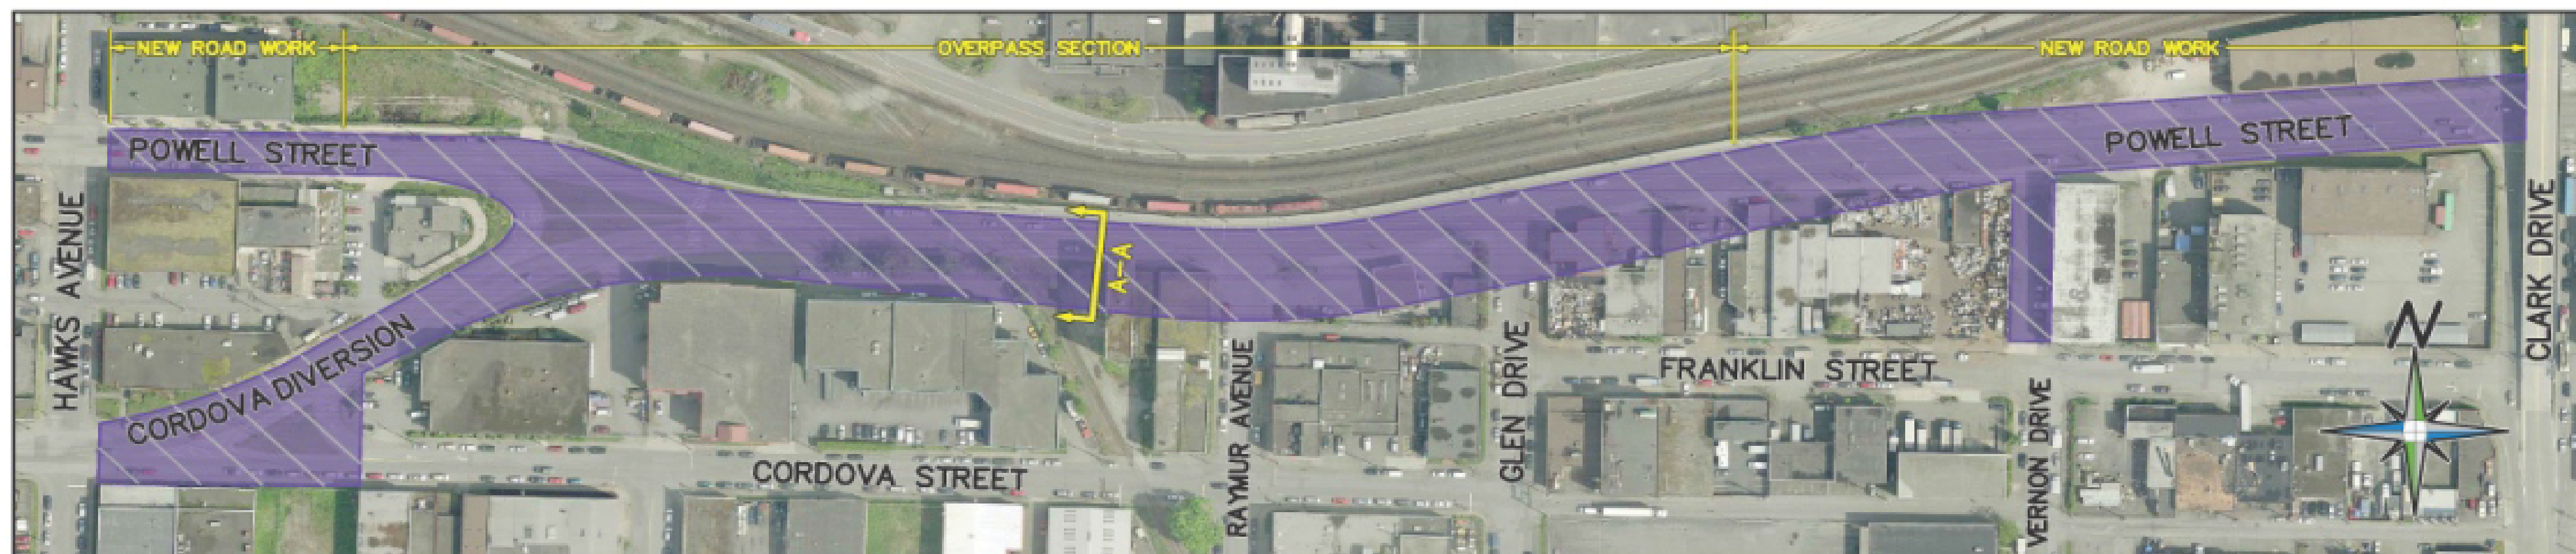 NEW ROAD WORK
OVERPASS SECTION
NEW ROAD WORK
POWELL STREET
POWELL STREET
HAWKS AVENUE
CORDOVA DIVERSION
A-A
CORDOVA STREET
RAYMUR AVENUE
GLEN DRIVE
FRANKLIN STREET
VERNON DRIVE
CLARK DRIVE
N